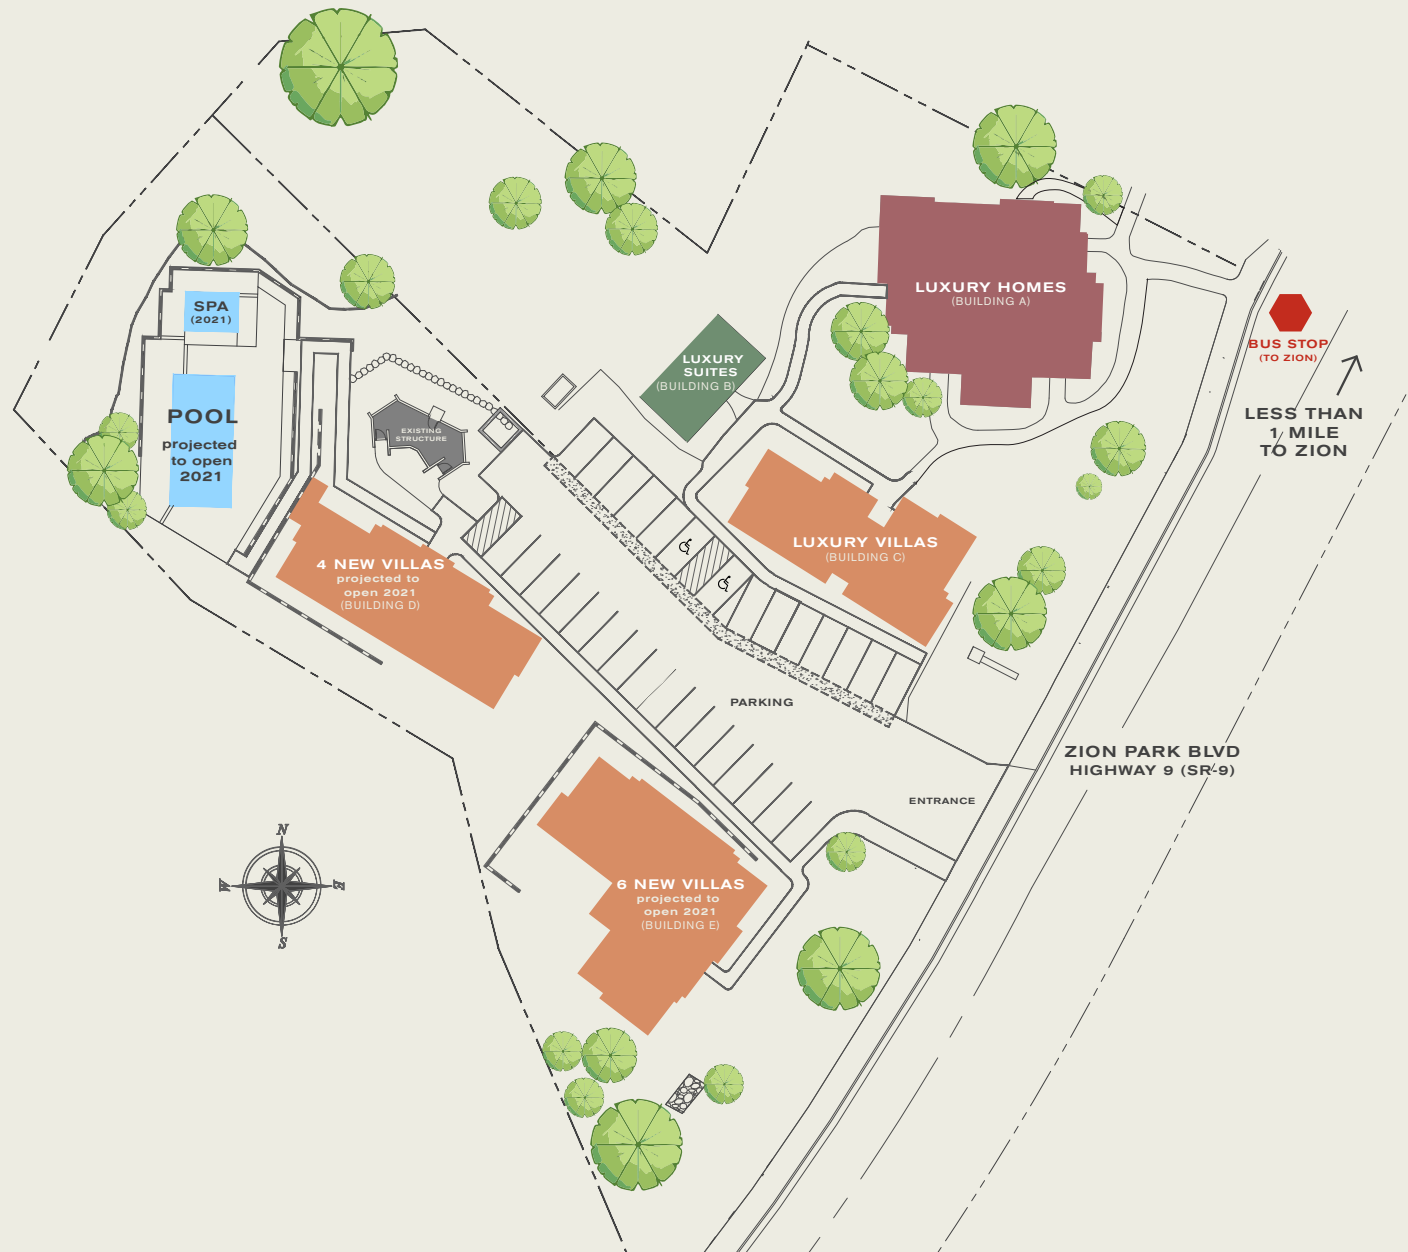 LUXURY HOMES
(BUILDING A)
SPA
(2021)
BUS STOP
(TO ZION)
LUXURY
SUITES
(BUILDING B)
POOL
projected
to open
2021
EXISTING
STRUCTURE
LESS THAN
1 MILE
TO ZION
LUXURY VILLAS
(BUILDING C)
4 NEW VILLAS
projected to
open 2021
(BUILDING D)
PARKING
ZION PARK BLVD
HIGHWAY 9 (SR-9)
ENTRANCE
6 NEW VILLAS
projected to
open 2021
(BUILDING E)
N
W
E
S